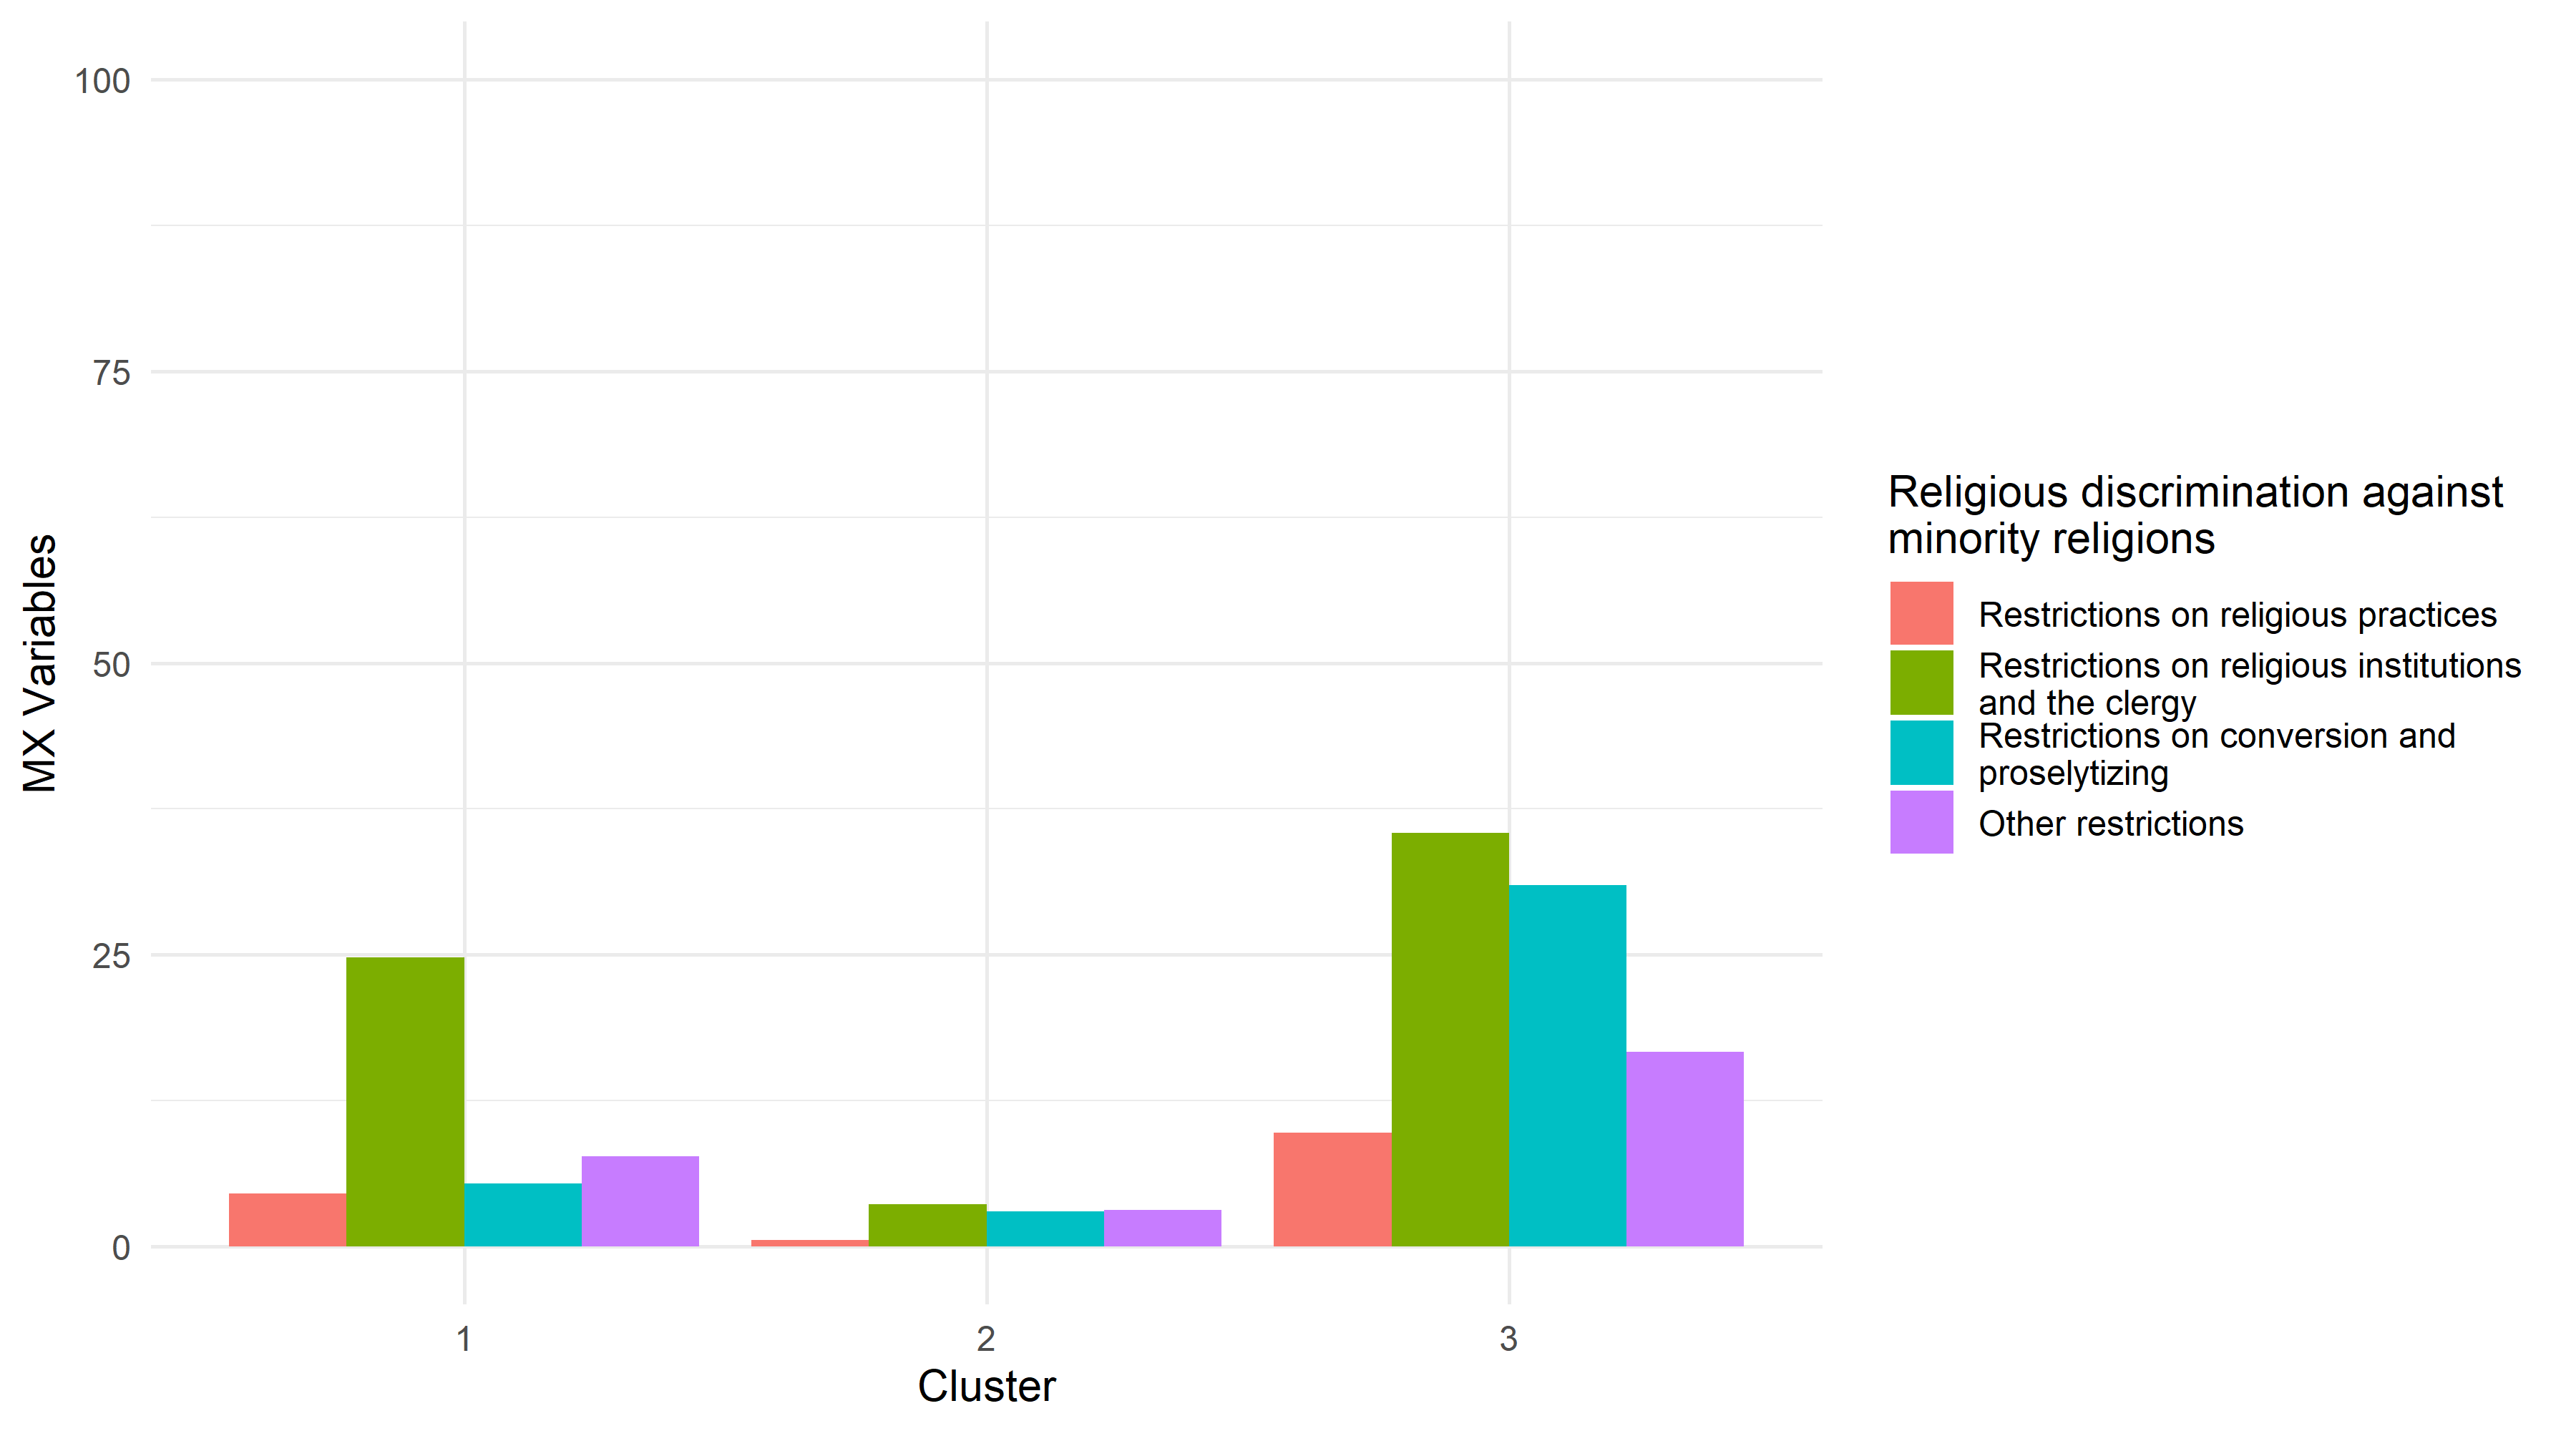 100
75
50
25
0
MX Variables
1
2
3
Cluster
Religious discrimination against
minority religions
Restrictions on religious practices
Restrictions on religious institutions
and the clergy
Restrictions on conversion and
proselytizing
Other restrictions